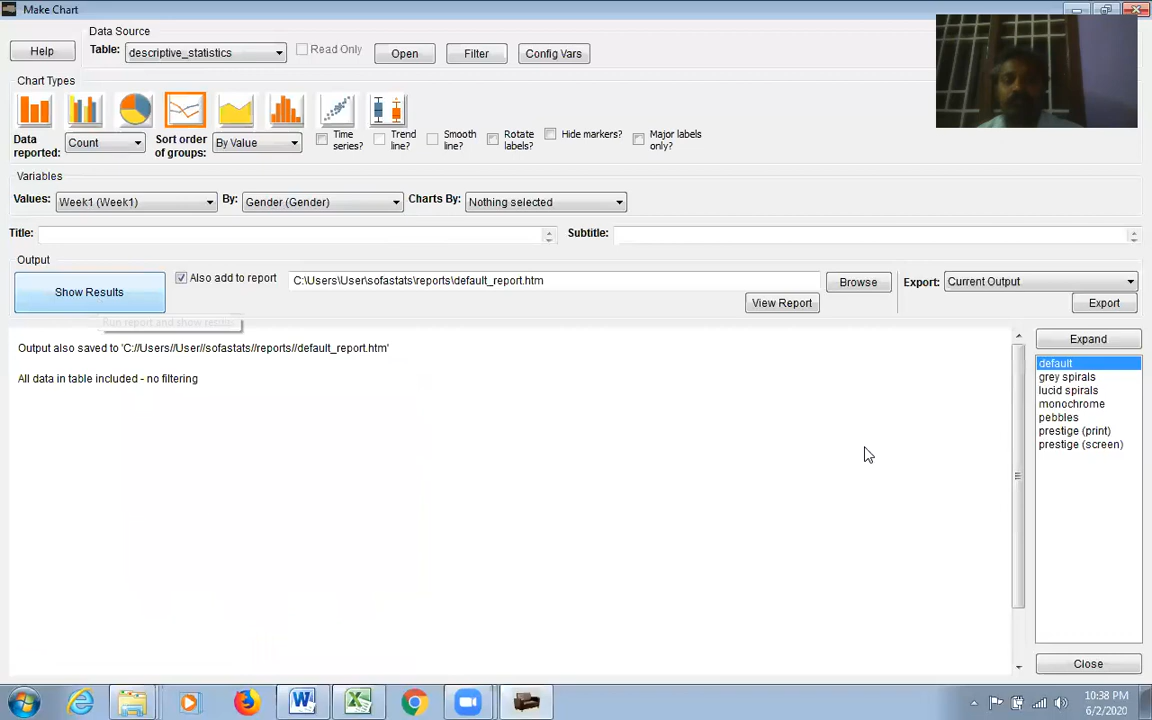 Make Chart
Data Source
Help
Table: descriptive_statistics
Read Only
Open
Filter
Config Vars
Chart Types
Data reported: Count
Sort order of groups: By Value
Time series?
Trend line?
Smooth line?
Rotate labels?
Hide markers?
Major labels only?
Variables
Values: Week1 (Week1) By: Gender (Gender) Charts By: Nothing selected
Title:
Subtitle:
Output
Show Results
Also add to report
C:\Users\User\sofastats\reports\default_report.htm
Browse
Export: Current Output
View Report
Export
Run report and show results
Output also saved to 'C://Users//User//sofastats//reports//default_report.htm'
All data in table included - no filtering
Expand
default
grey spirals
lucid spirals
monochrome
pebbles
prestige (print)
prestige (screen)
Close
10:38 PM
6/2/2020